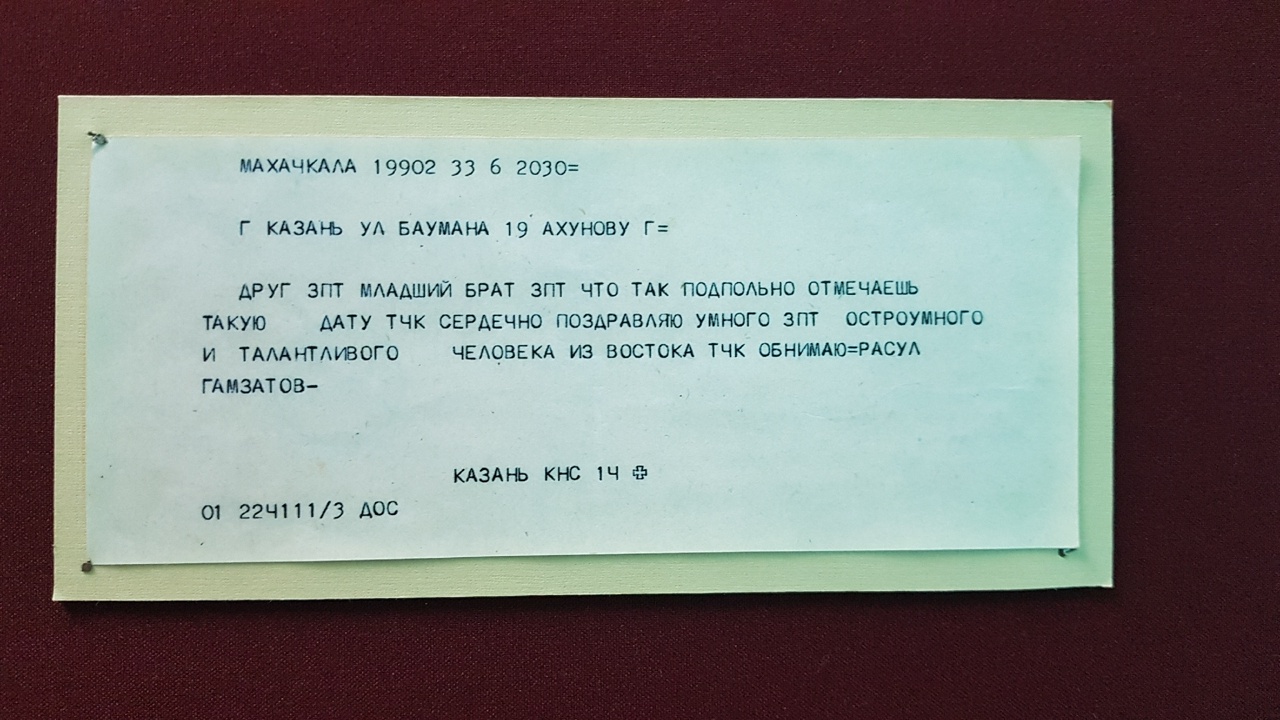 МАХАЧКАЛА 19902 33 6 2030=
Г КАЗАНЬ УЛ БАУМАНА 19 АХУНОВУ Г=
ДРУГ ЗПТ МЛАДШИЙ БРАТ ЗПТ ЧТО ТАК ПОДПОЛЬНО ОТМЕЧАЕШЬ
ТАКУЮ ДАТУ ТЧК СЕРДЕЧНО ПОЗДРАВЛЯЮ УМНОГО ЗПТ ОСТРОУМНОГО
И ТАЛАНТЛИВОГО ЧЕЛОВЕКА ИЗ ВОСТОКА ТЧК ОБНИМАЮ=РАСУЛ
ГАМЗАТОВ-
КАЗАНЬ КНС 1Ч ✠
01 22Ч111/3 ДОС